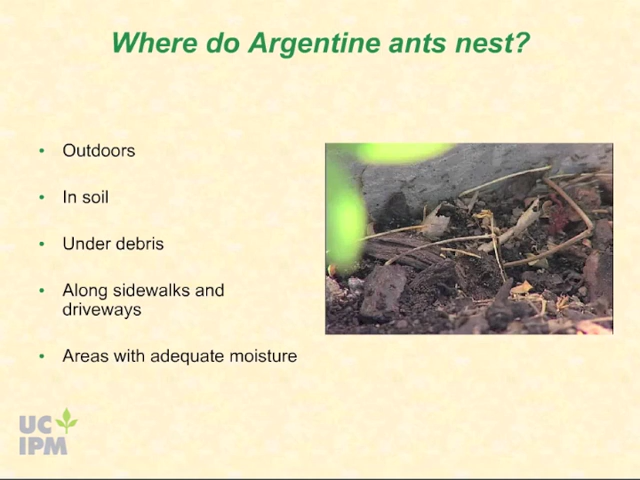 Where do Argentine ants nest?
• Outdoors
• In soil
• Under debris
• Along sidewalks and
driveways
• Areas with adequate moisture
UC
IPM